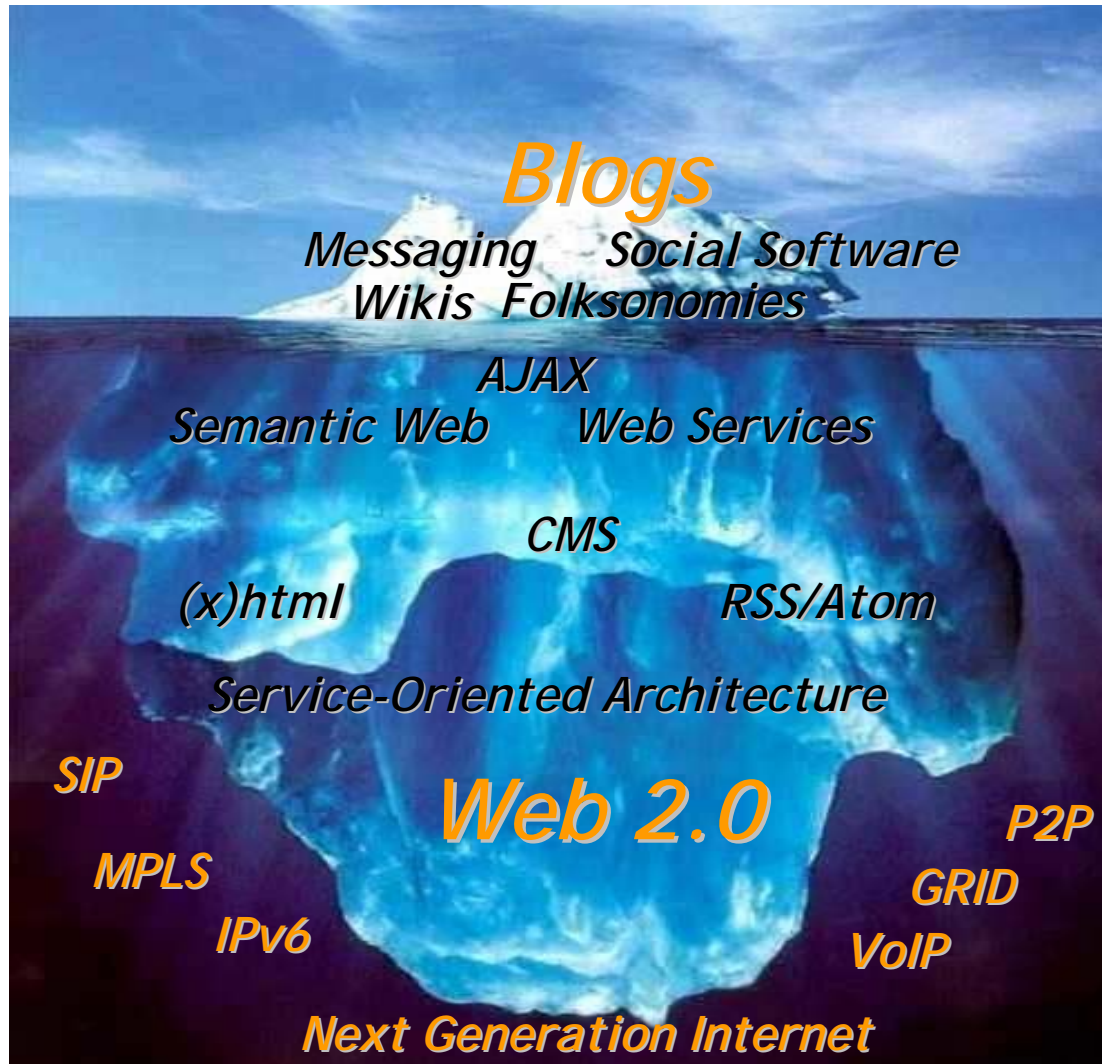 Blogs
Messaging Social Software
Wikis Folksonomies
AJAX
Semantic Web Web Services
CMS
(x)html RSS/Atom
Service-Oriented Architecture
SIP
Web 2.0
P2P
MPLS
GRID
IPv6
VoIP
Next Generation Internet